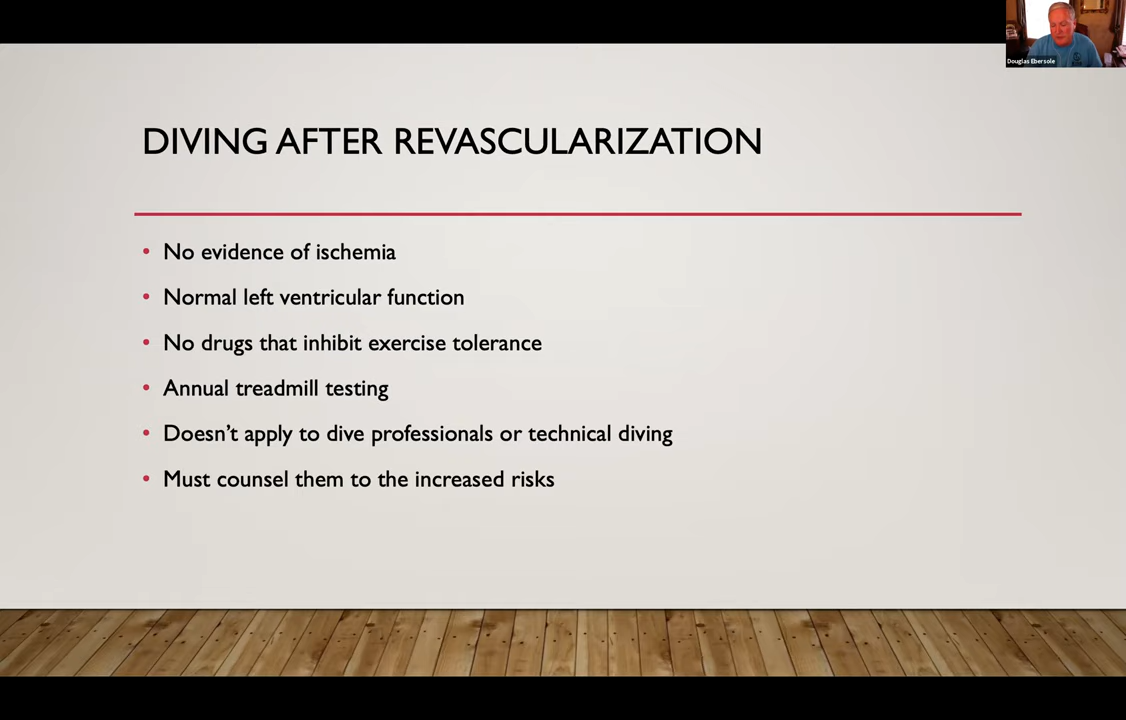 Douglas Ebersole
DIVING AFTER REVASCULARIZATION
• No evidence of ischemia
• Normal left ventricular function
• No drugs that inhibit exercise tolerance
• Annual treadmill testing
• Doesn’t apply to dive professionals or technical diving
• Must counsel them to the increased risks